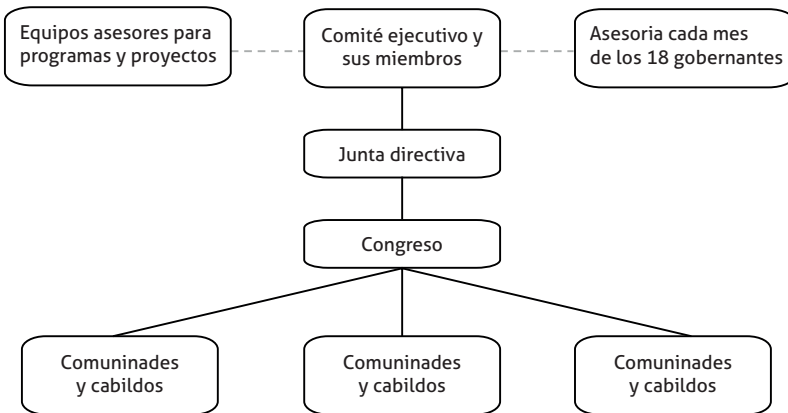 Equipos asesores para
programas y proyectos
Comité ejecutivo y
sus miembros
Asesoria cada mes
de los 18 gobernantes
Junta directiva
Congreso
Comuninades
y cabildos
Comuninades
y cabildos
Comuninades
y cabildos